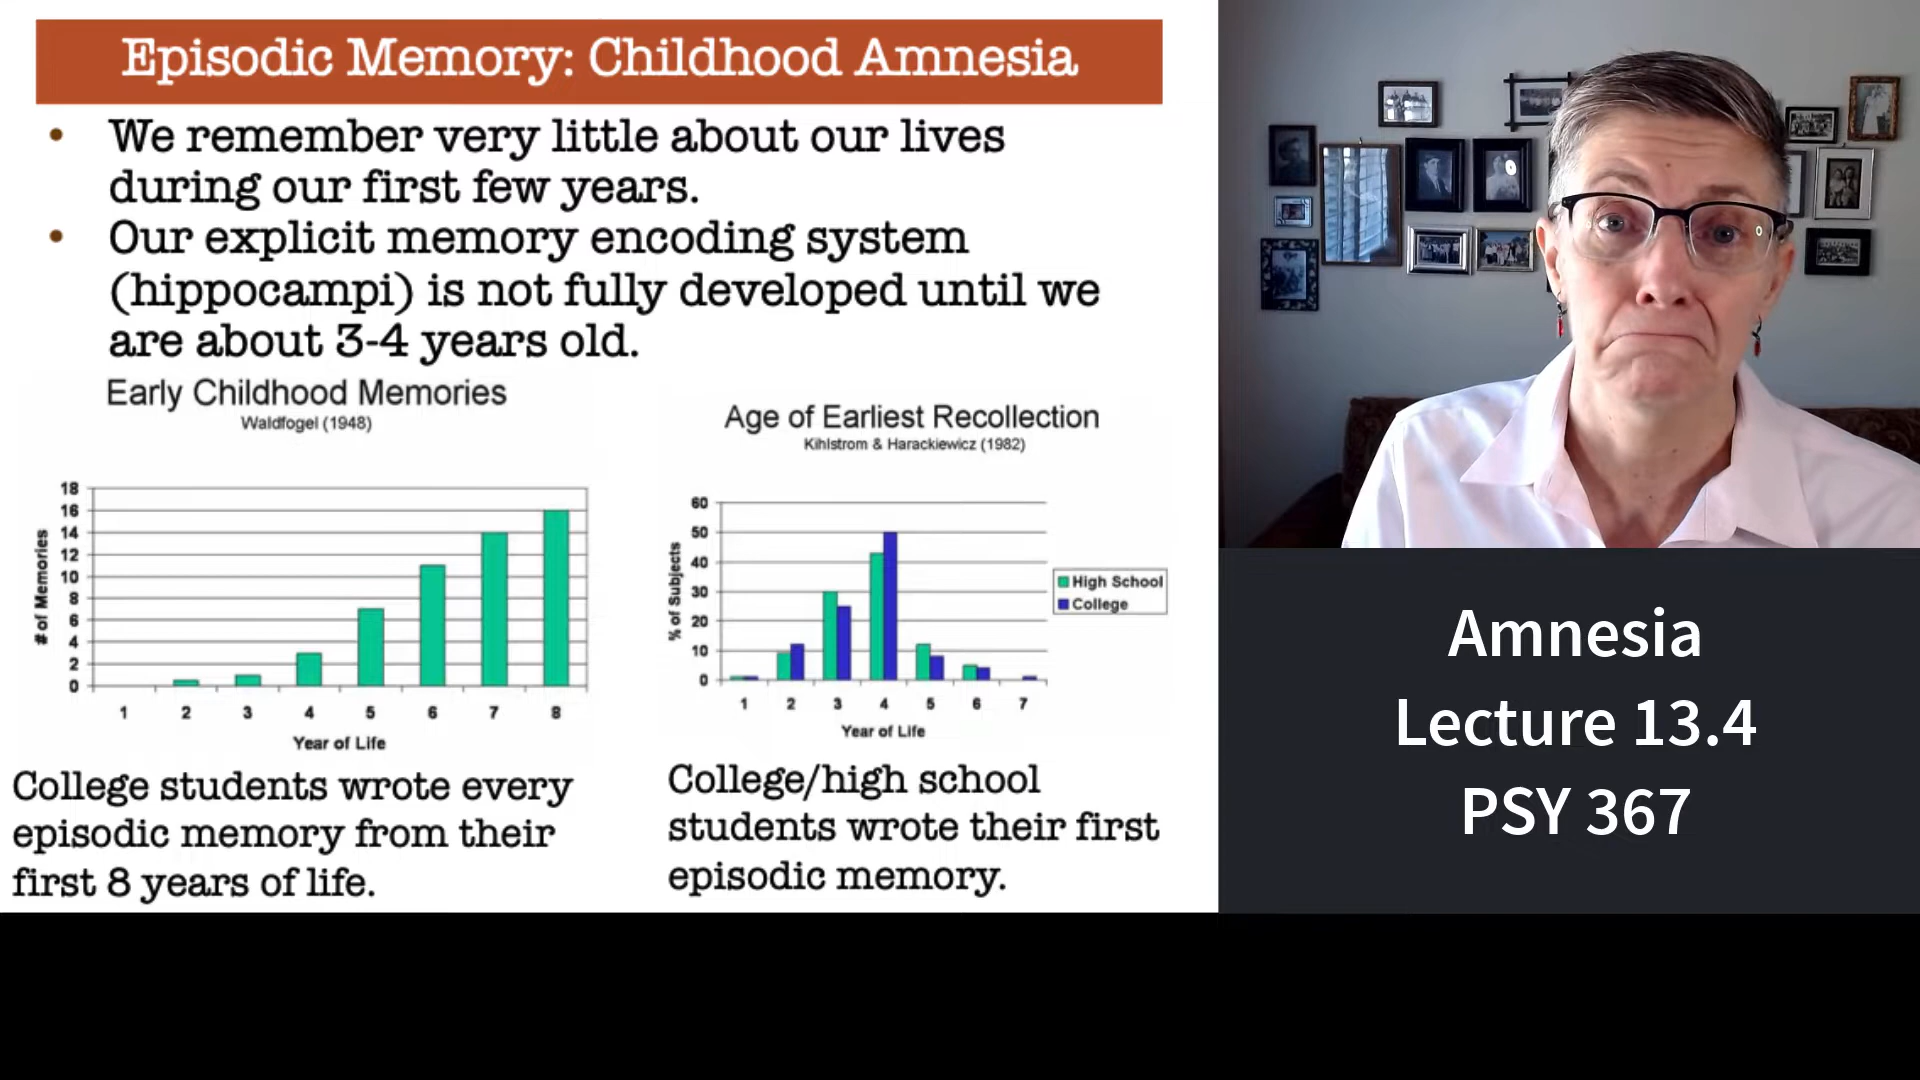 Episodic Memory: Childhood Amnesia
• We remember very little about our lives
during our first few years.
• Our explicit memory encoding system
(hippocampi) is not fully developed until we
are about 3-4 years old.
Early Childhood Memories
Waldfogel (1948)
# of Memories
18
16
14
12
10
8
6
4
2
0
1 2 3 4 5 6 7 8
Year of Life
College students wrote every
episodic memory from their
first 8 years of life.
Age of Earliest Recollection
Kihlstrom & Harackiewicz (1982)
% of Subjects
60
50
40
30
20
10
0
1 2 3 4 5 6 7
Year of Life
High School
College
College/high school
students wrote their first
episodic memory.
Amnesia
Lecture 13.4
PSY 367